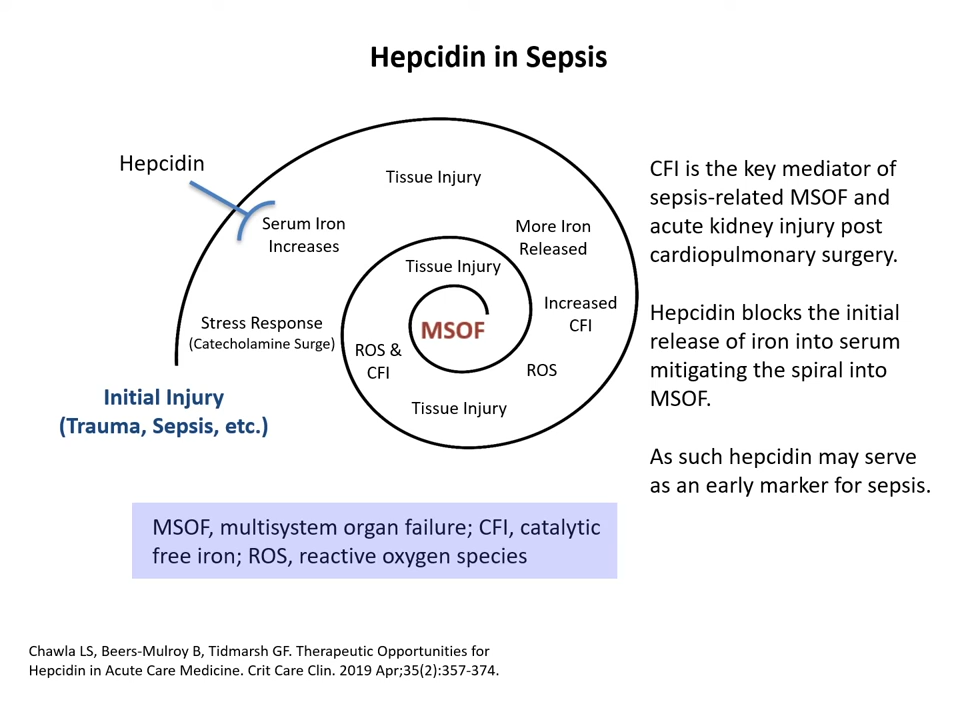 Hepcidin in Sepsis
Hepcidin
Tissue Injury
Serum Iron
Increases
More Iron
Released
Tissue Injury
Increased
CFI
Stress Response
(Catecholamine Surge)
MSOF
ROS &
CFI
ROS
Tissue Injury
Initial Injury
(Trauma, Sepsis, etc.)
CFI is the key mediator of
sepsis-related MSOF and
acute kidney injury post
cardiopulmonary surgery.
Hepcidin blocks the initial
release of iron into serum
mitigating the spiral into
MSOF.
As such hepcidin may serve
as an early marker for sepsis.
MSOF, multisystem organ failure; CFI, catalytic
free iron; ROS, reactive oxygen species
Chawla LS, Beers-Mulroy B, Tidmarsh GF. Therapeutic Opportunities for
Hepcidin in Acute Care Medicine. Crit Care Clin. 2019 Apr;35(2):357-374.